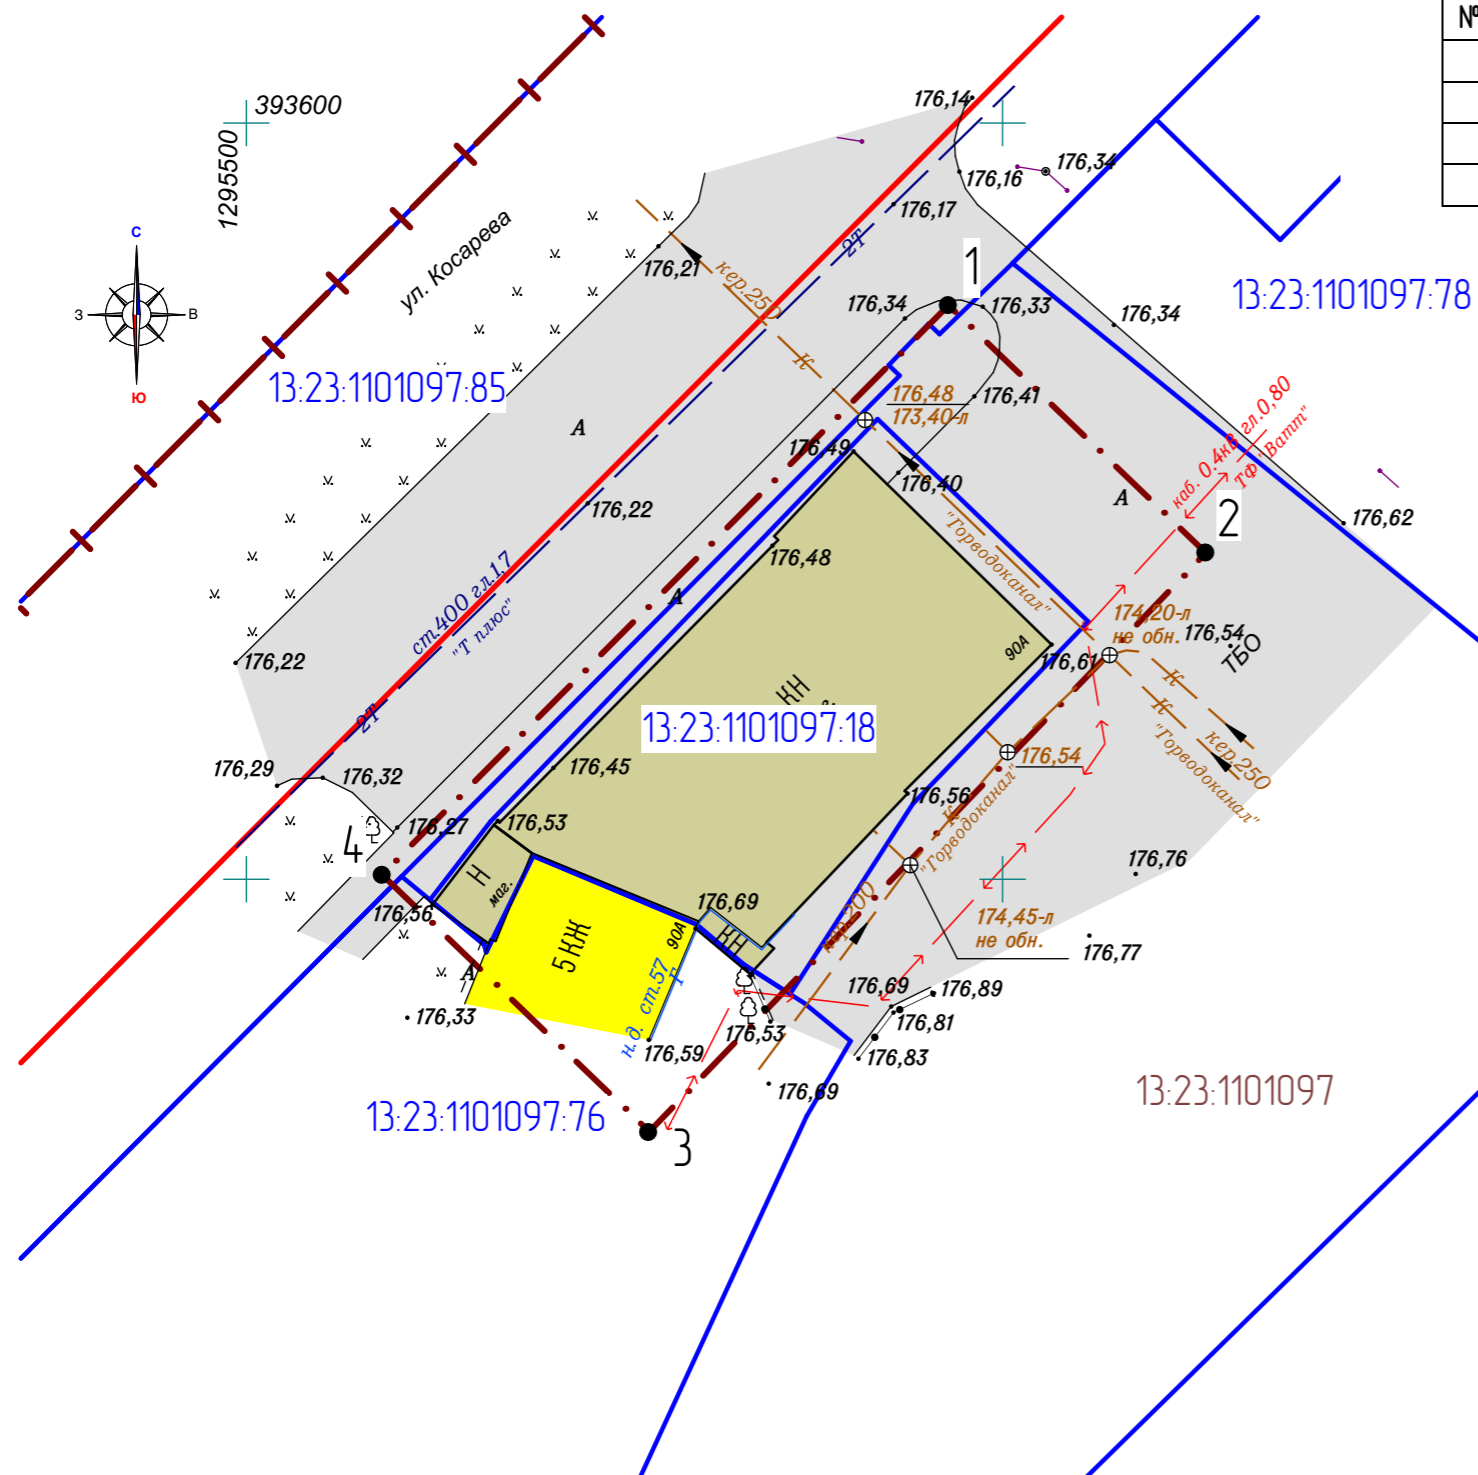 №
393600
1295500
С
З
В
Ю
ул. Косарева
176,14
176,16
176,34
176,17
176,21
кер.250
2Т
1
176,34
176,33
176,34
13:23:1101097:78
13:23:1101097:85
К
176,48
173,40-л
176,41
А
176,49
176,40
каб. 0.4кВ гл.0,80
ТФ "Ватт"
А
2
176,62
176,22
"Горводоканал"
176,48
ст.400 гл.1,7
"Т плюс"
А
174,20-л
не обн.
176,54
ТБО
90А
176,61
176,22
КН
К
К
13:23:1101097:18
2Т
176,54
кер.250
"Горводоканал"
176,29
176,32
176,45
176,56
К
"Горводоканал"
176,53
176,27
4
176,76
Н
маг.
176,69
176,56
5КЖ
90А
КН
кер.200
174,45-л
не обн.
176,77
А
н.д. ст.57
Г
176,69
176,89
176,33
176,53
176,81
176,59
176,83
176,69
13:23:1101097:76
3
13:23:1101097